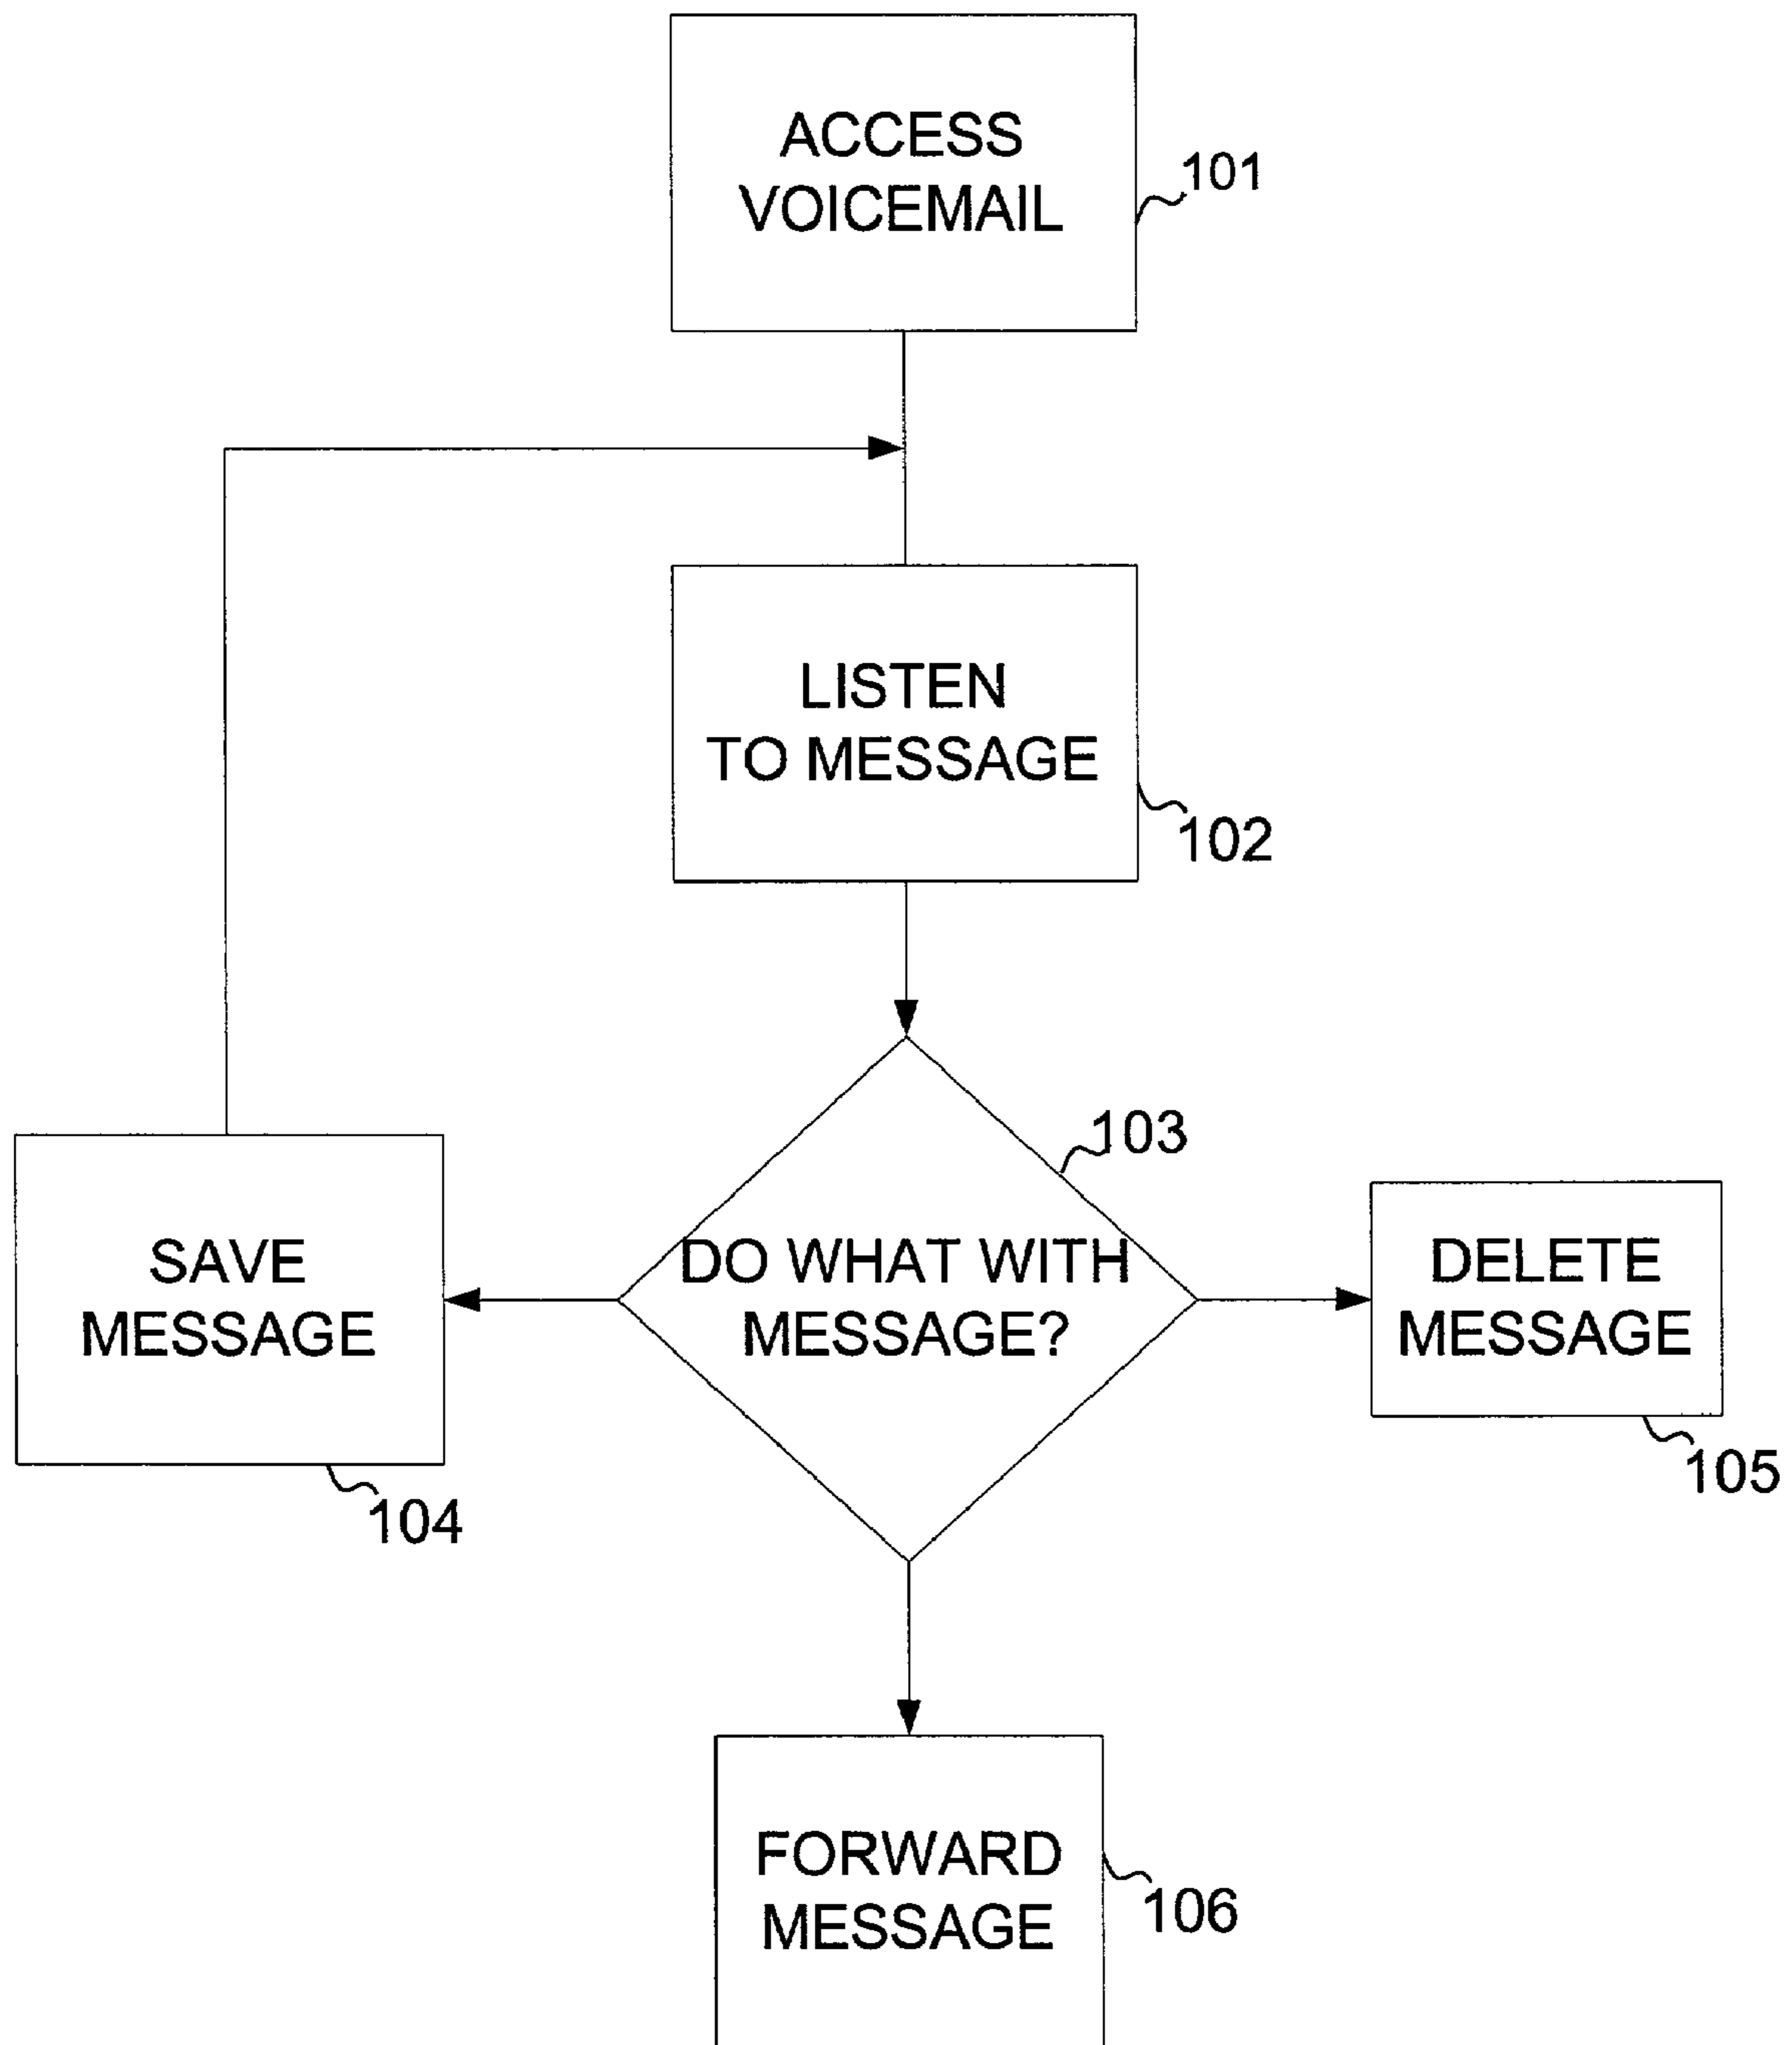 ACCESS
VOICEMAIL
101
LISTEN
TO MESSAGE
102
103
DO WHAT WITH
MESSAGE?
SAVE
MESSAGE
104
DELETE
MESSAGE
105
FORWARD
MESSAGE
106